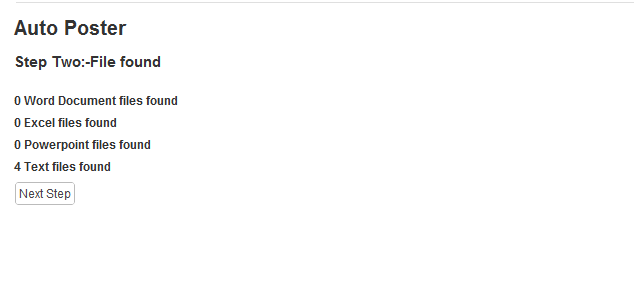 Auto Poster
Step Two:-File found
0 Word Document files found
0 Excel files found
0 Powerpoint files found
4 Text files found
Next Step